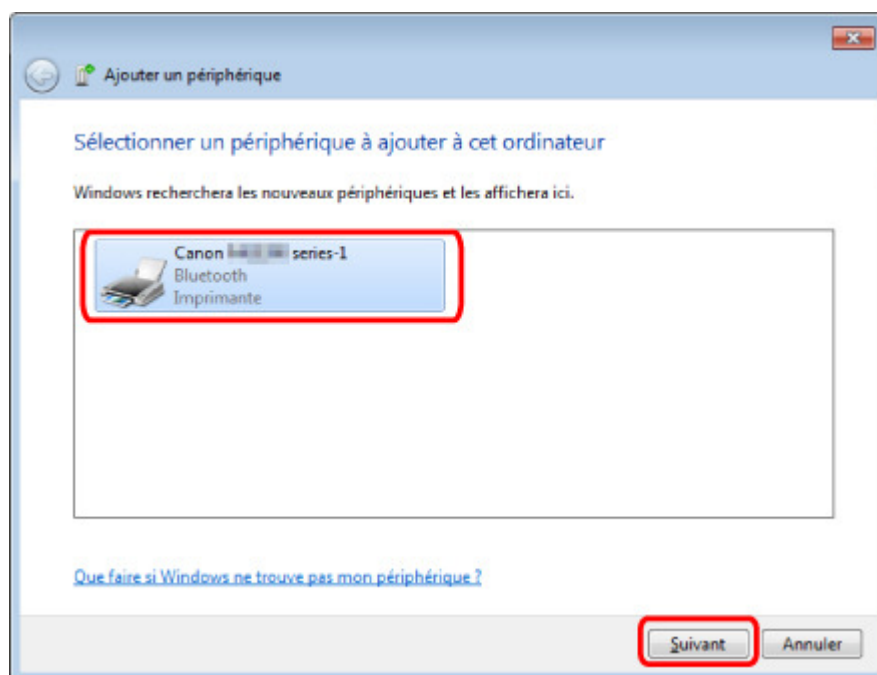 Ajouter un périphérique
Sélectionner un périphérique à ajouter à cet ordinateur
Windows recherchera les nouveaux périphériques et les affichera ici.
Canon series-1
Bluetooth
Imprimante
Que faire si Windows ne trouve pas mon périphérique ?
Suivant
Annuler